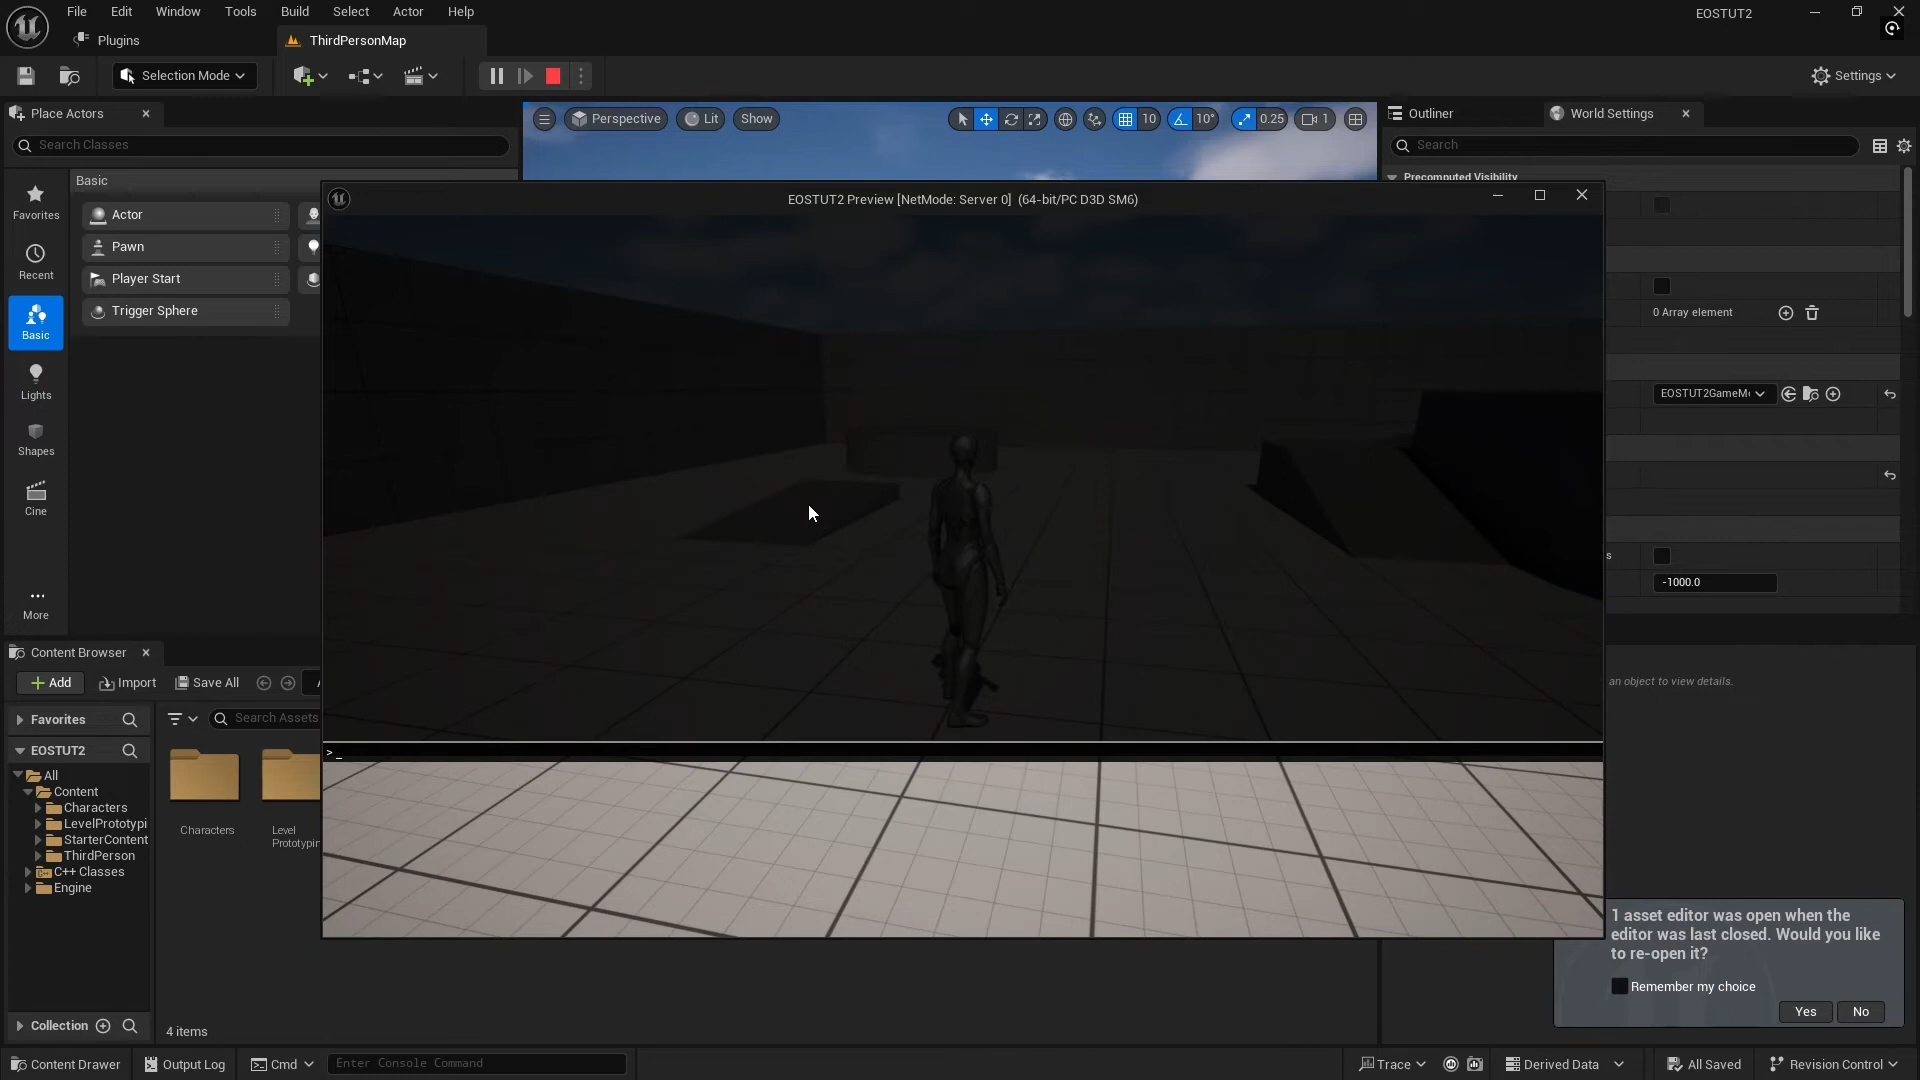 File Edit Window Tools Build Select Actor Help
EOSTUT2
Plugins
ThirdPersonMap
Selection Mode
Settings
Place Actors
Perspective
Lit
Show
10
10°
0.25
1
Outliner
World Settings
Search Classes
Search
Basic
Precomputed Visibility
EOSTUT2 Preview [NetMode: Server 0] (64-bit/PC D3D SM6)
Favorites
Actor
Pawn
Recent
Player Start
Trigger Sphere
Basic
0 Array element
Lights
Shapes
Cine
More
-1000.0
Content Browser
Add
Import
Save All
an object to view details.
Favorites
Search Assets
EOSTUT2
>_
All
Content
Characters
LevelPrototypi
StarterContent
ThirdPerson
C++ Classes
Engine
Characters
Level
Prototypin
1 asset editor was open when the
editor was last closed. Would you like
to re-open it?
Remember my choice
Yes
No
Collection
4 items
Content Drawer
Output Log
Cmd
Enter Console Command
Trace
Derived Data
All Saved
Revision Control